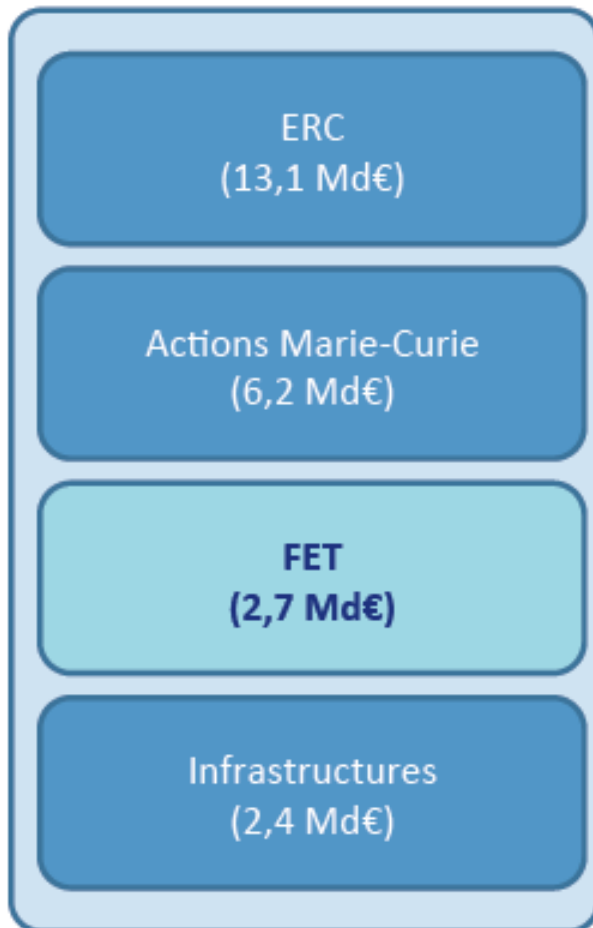 ERC
(13,1 Md€)
Actions Marie-Curie
(6,2 Md€)
FET
(2,7 Md€)
Infrastructures
(2,4 Md€)